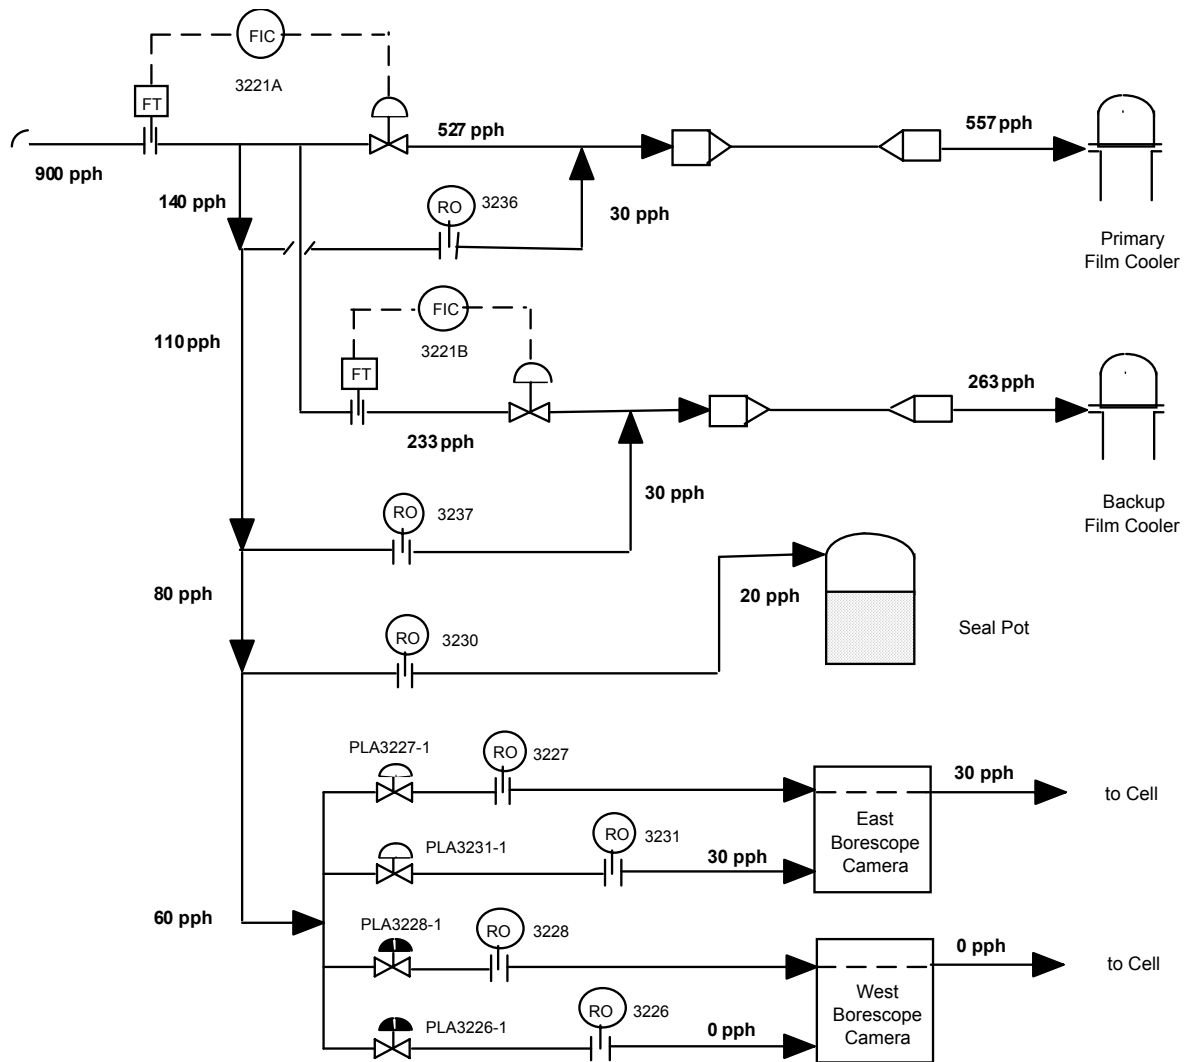 FIC
3221A
FT
527 pph
557 pph
900 pph
140 pph
RO
3236
30 pph
Primary
Film Cooler
FIC
110 pph
3221B
FT
263 pph
233 pph
30 pph
Backup
Film Cooler
RO
3237
80 pph
20 pph
RO
3230
Seal Pot
PLA3227-1
RO
3227
30 pph
to Cell
East
Borescope
Camera
RO
3231
PLA3231-1
30 pph
60 pph
PLA3228-1
RO
3228
0 pph
to Cell
West
Borescope
Camera
RO
3226
PLA3226-1
0 pph